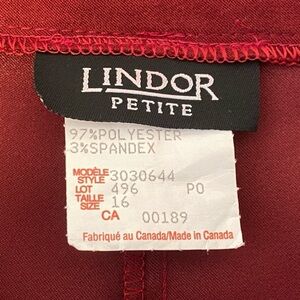 LINDOR
PETITE
97%POLYESTER
3%SPANDEX
MODÈLE
STYLE 3030644
LOT 496 PO
TAILLE
SIZE 16
CA 00189
Fabriqué au Canada/Made in Canada